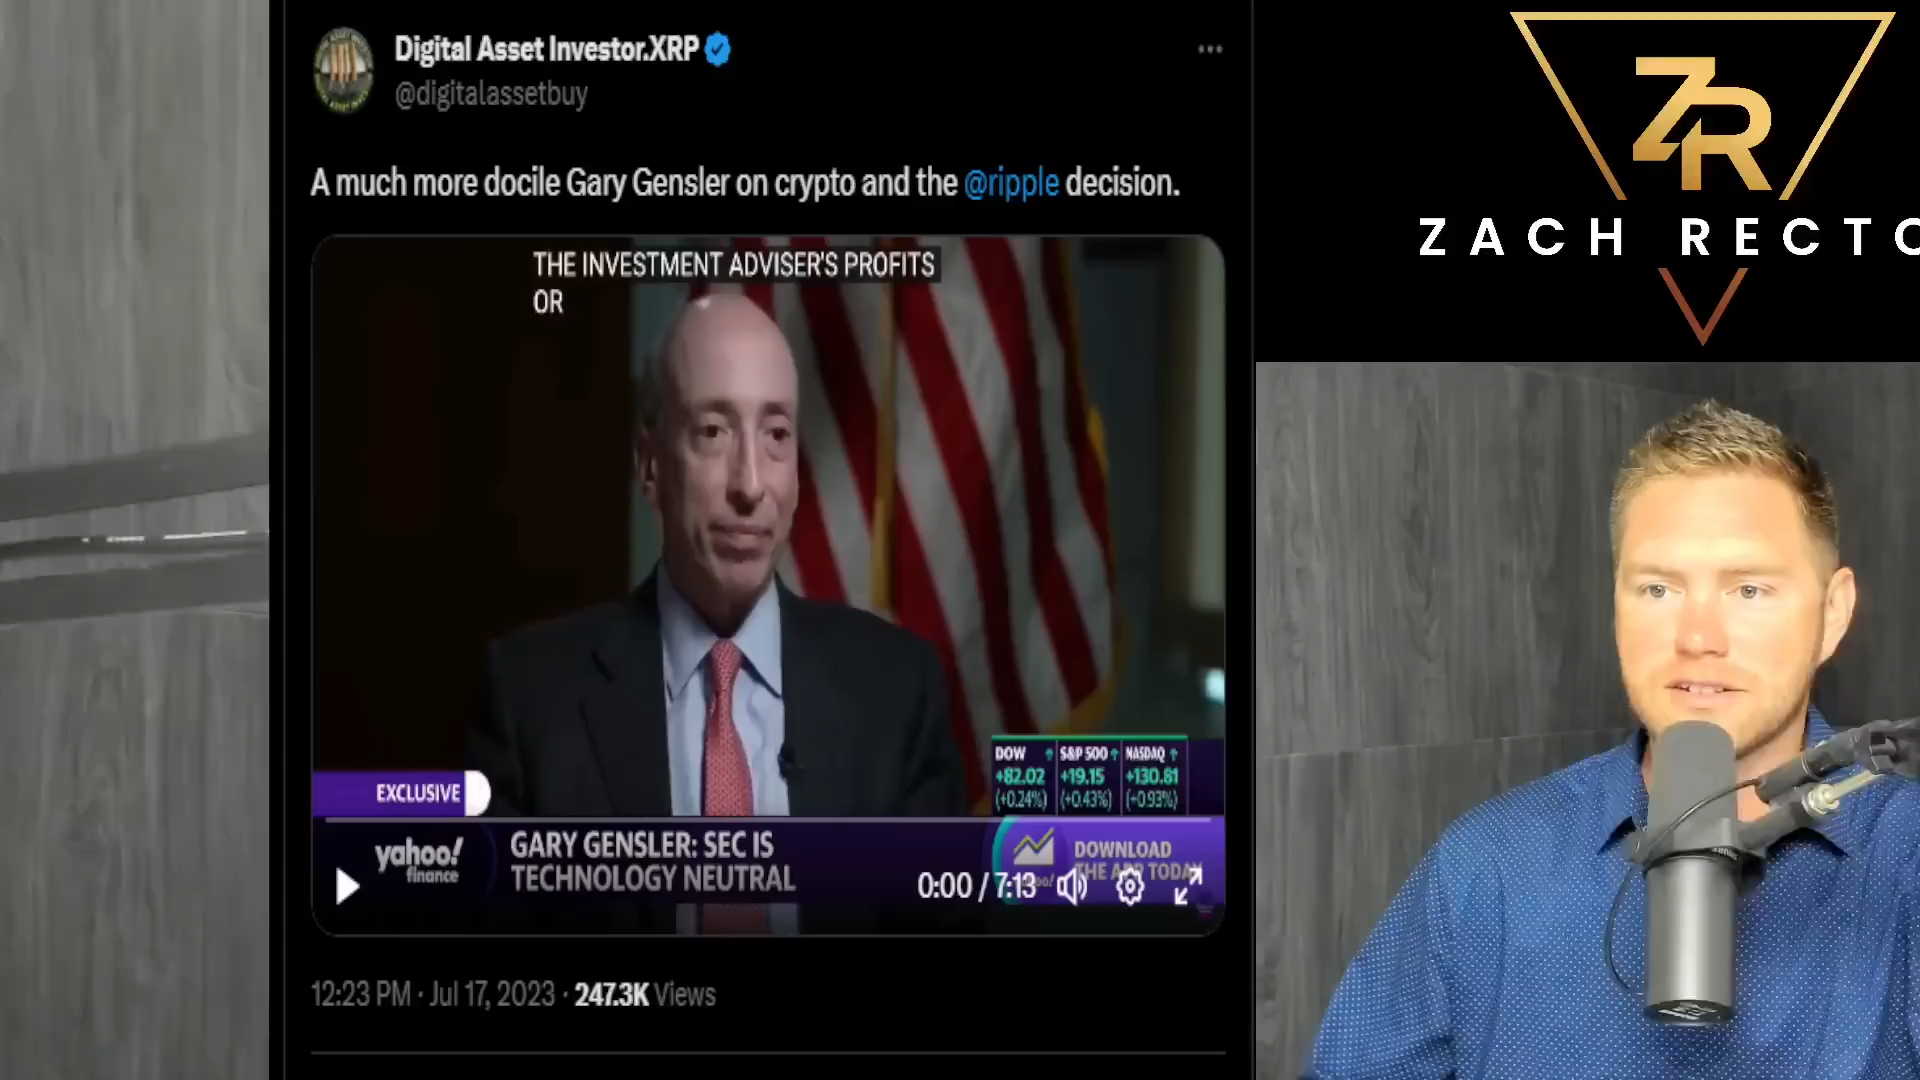 Digital Asset Investor.XRP
@digitalassetbuy
A much more docile Gary Gensler on crypto and the @ripple decision.
THE INVESTMENT ADVISER'S PROFITS
OR
DOW
+82.02
(+0.24%)
S&P 500
+19.15
(+0.43%)
NASDAQ
+130.81
(+0.93%)
EXCLUSIVE
yahoo!
finance
GARY GENSLER: SEC IS
TECHNOLOGY NEUTRAL
DOWNLOAD
THE APP TODAY
0:00 / 7:13
12:23 PM · Jul 17, 2023 · 247.3K Views
ZR
ZACH RECTO